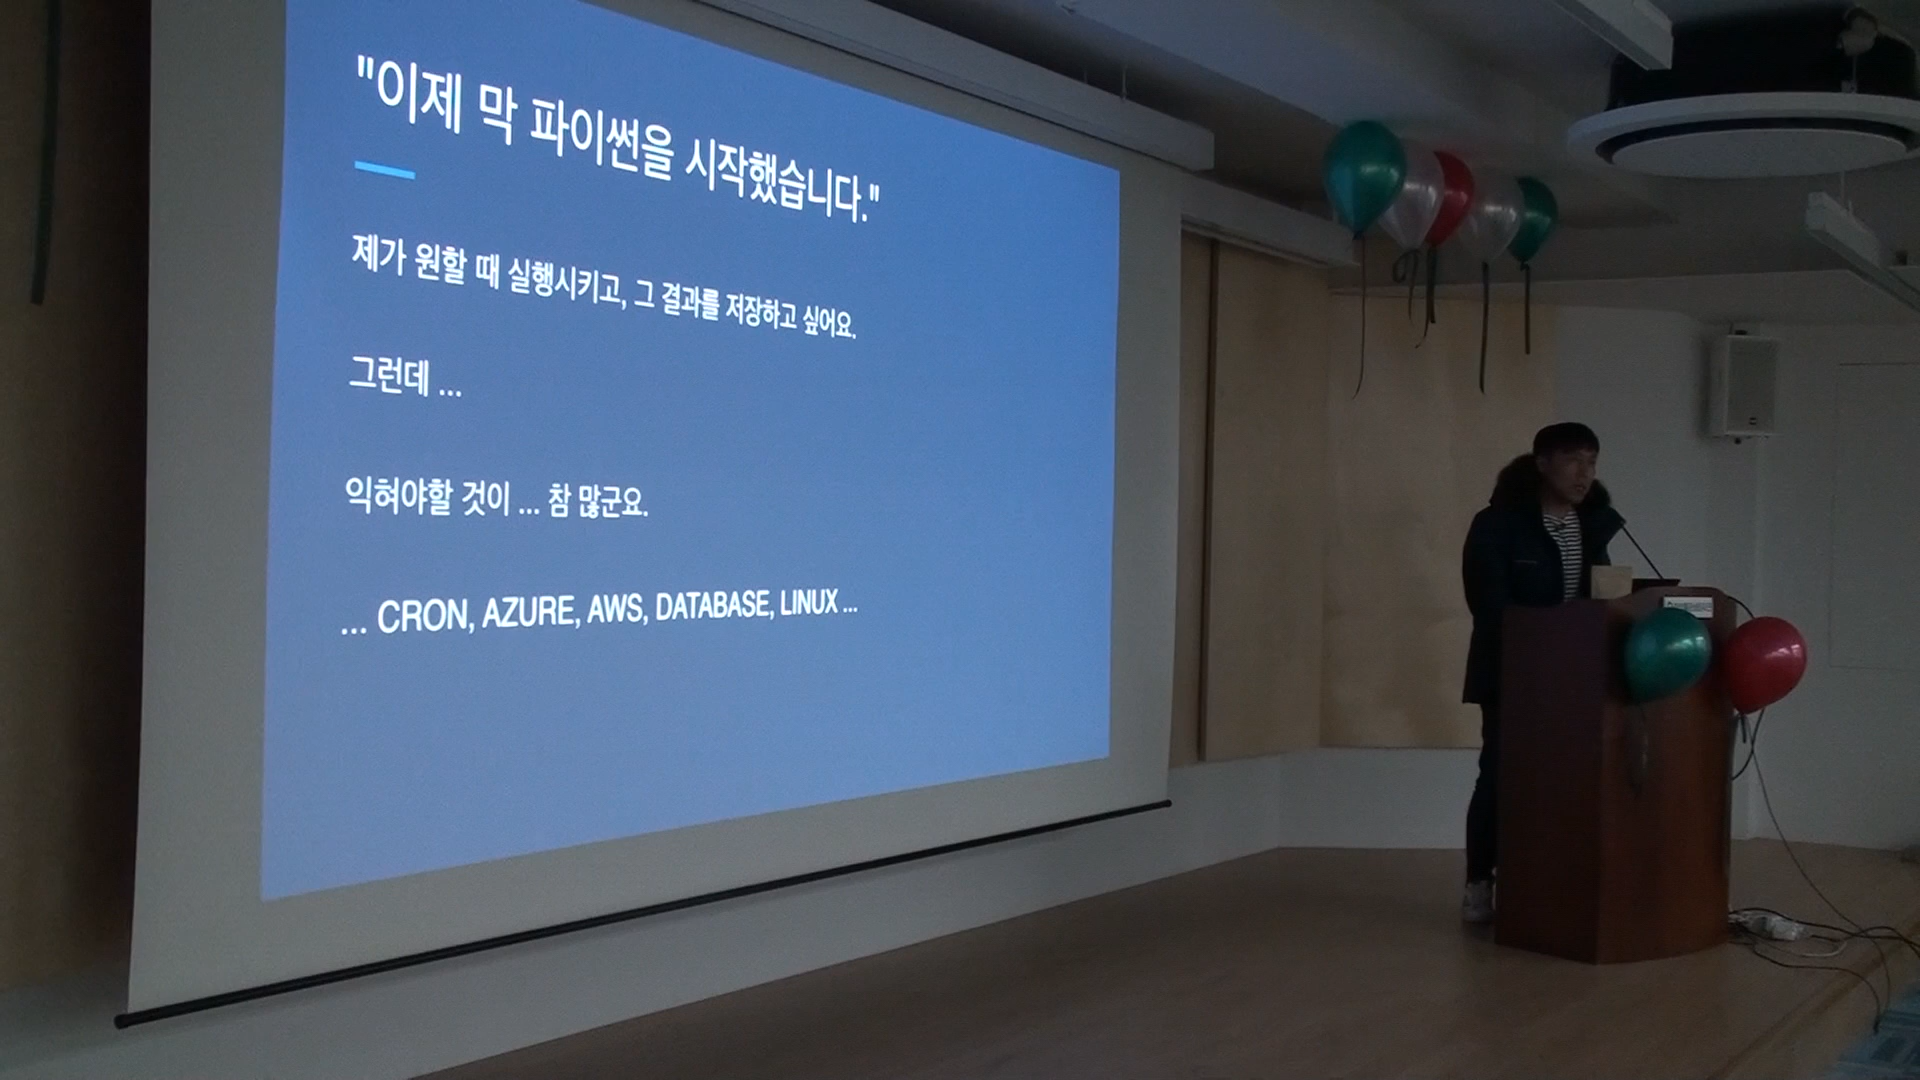 "이제 막 파이썬을 시작했습니다."
제가 원할 때 실행시키고, 그 결과를 저장하고 싶어요.
그런데 ...
익혀야할 것이 ... 참 많군요.
... CRON, AZURE, AWS, DATABASE, LINUX ...